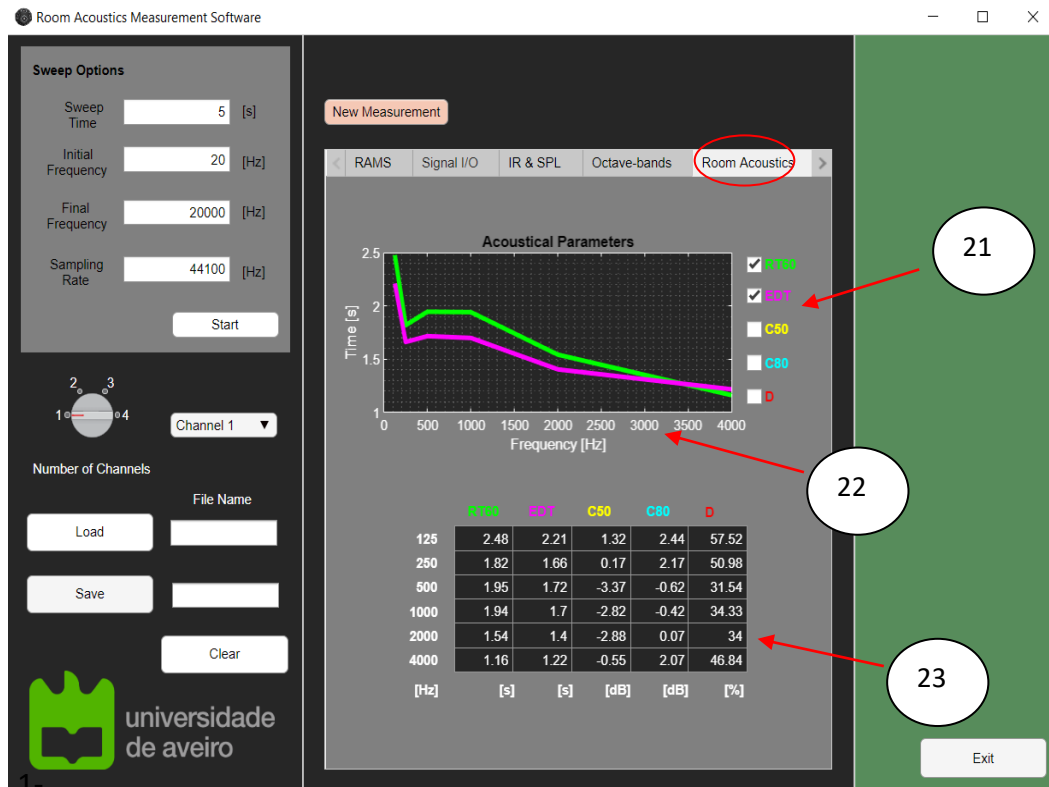 Room Acoustics Measurement Software
Sweep Options
Sweep
Time
5
[s]
Initial
Frequency
20
[Hz]
Final
Frequency
20000
[Hz]
Sampling
Rate
44100
[Hz]
Start
2
3
1
4
Channel 1
Number of Channels
File Name
Load
Save
Clear
universidade
de aveiro
1-
New Measurement
RAMS Signal I/O IR & SPL Octave-bands Room Acoustics
Acoustical Parameters
2.5
2
1.5
1
Time [s]
0 500 1000 1500 2000 2500 3000 3500 4000
Frequency [Hz]
RT60
EDT
C50
C80
D
21
22
RT60 EDT C50 C80 D
125 2.48 2.21 1.32 2.44 57.52
250 1.82 1.66 0.17 2.17 50.98
500 1.95 1.72 -3.37 -0.62 31.54
1000 1.94 1.7 -2.82 -0.42 34.33
2000 1.54 1.4 -2.88 0.07 34
4000 1.16 1.22 -0.55 2.07 46.84
[Hz] [s] [s] [dB] [dB] [%]
23
Exit